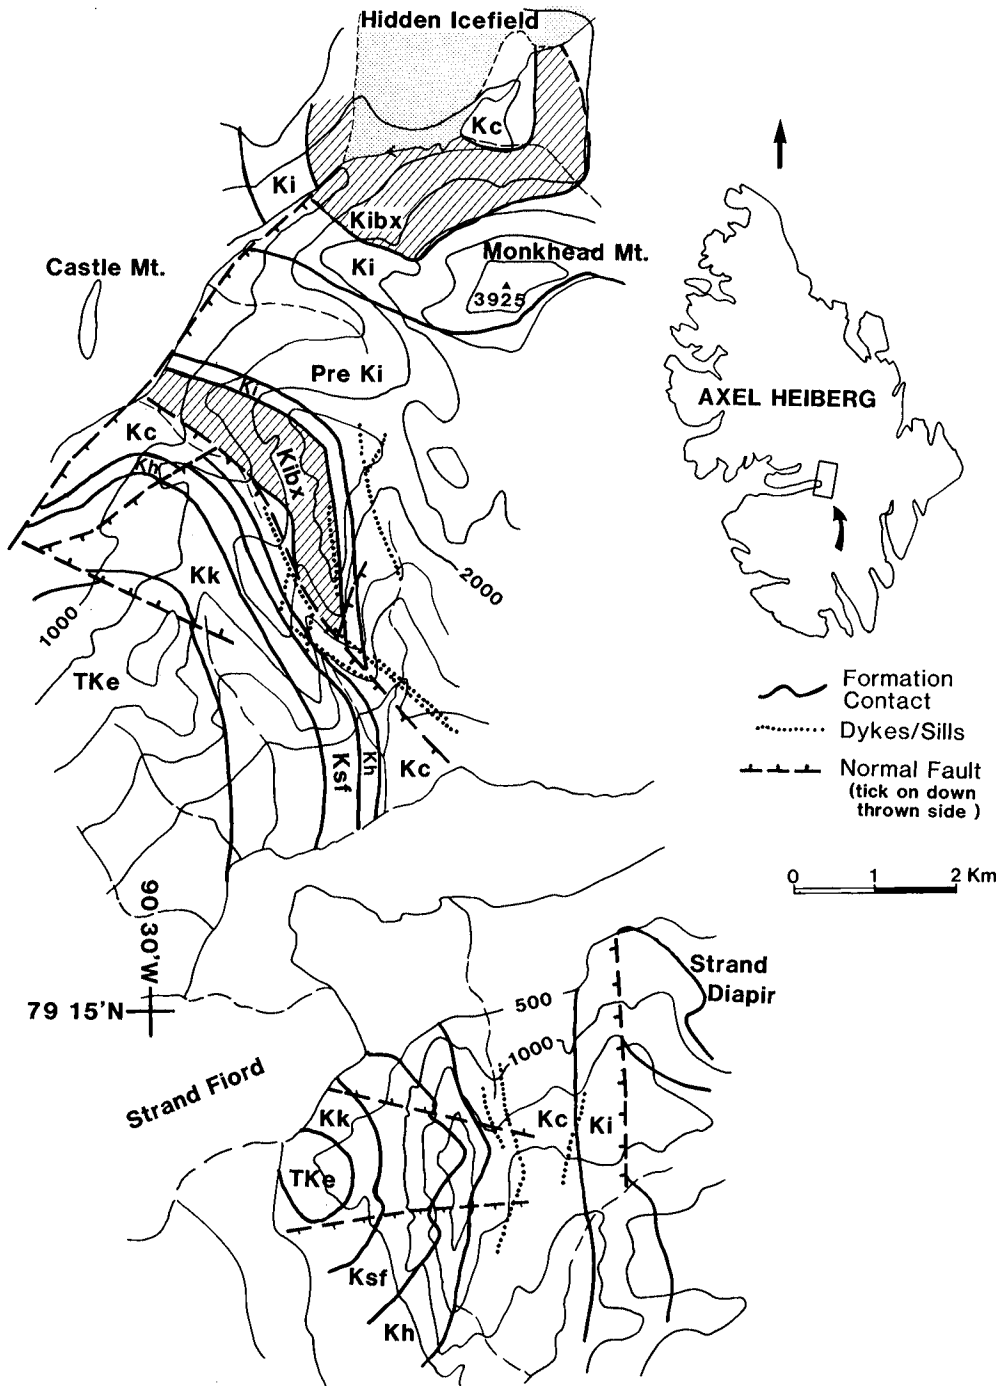 Hidden Icefield
Kc
Ki
Kibx
Ki
Monkhead Mt.
3925
Castle Mt.
Pre Ki
Ki
Kc
Kh
Kibx
AXEL HEIBERG
Kk
2000
1000
TKe
Ksf
Kh
Kc
Formation
Contact
Dykes/Sills
Normal Fault
(tick on down
thrown side )
0 1 2 Km
90 30'W
79 15'N
Strand
Diapir
500
1000
Strand Fiord
Kk
Kc
Ki
TKe
Ksf
Kh